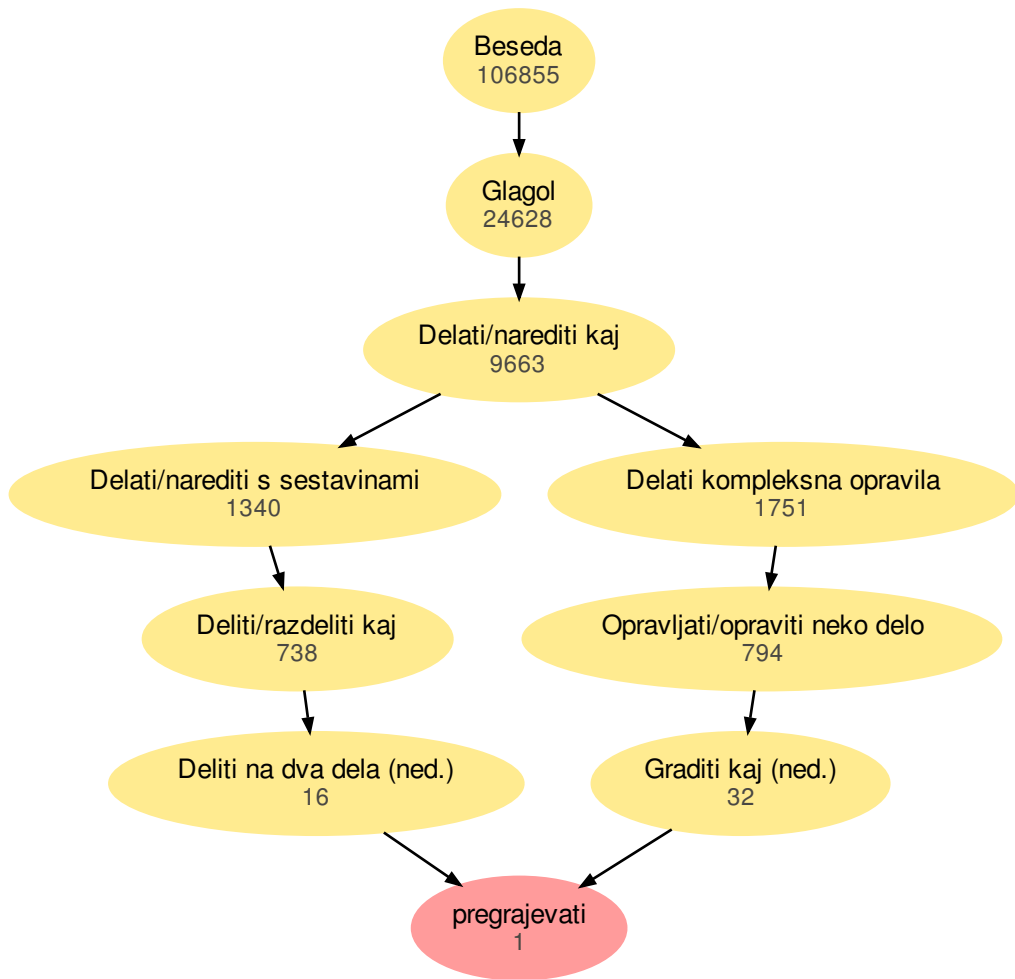 Beseda
106855
Glagol
24628
Delati/narediti kaj
9663
Delati/narediti s sestavinami
1340
Delati kompleksna opravila
1751
Deliti/razdeliti kaj
738
Opravljati/opraviti neko delo
794
Deliti na dva dela (ned.)
16
Graditi kaj (ned.)
32
pregrajevati
1